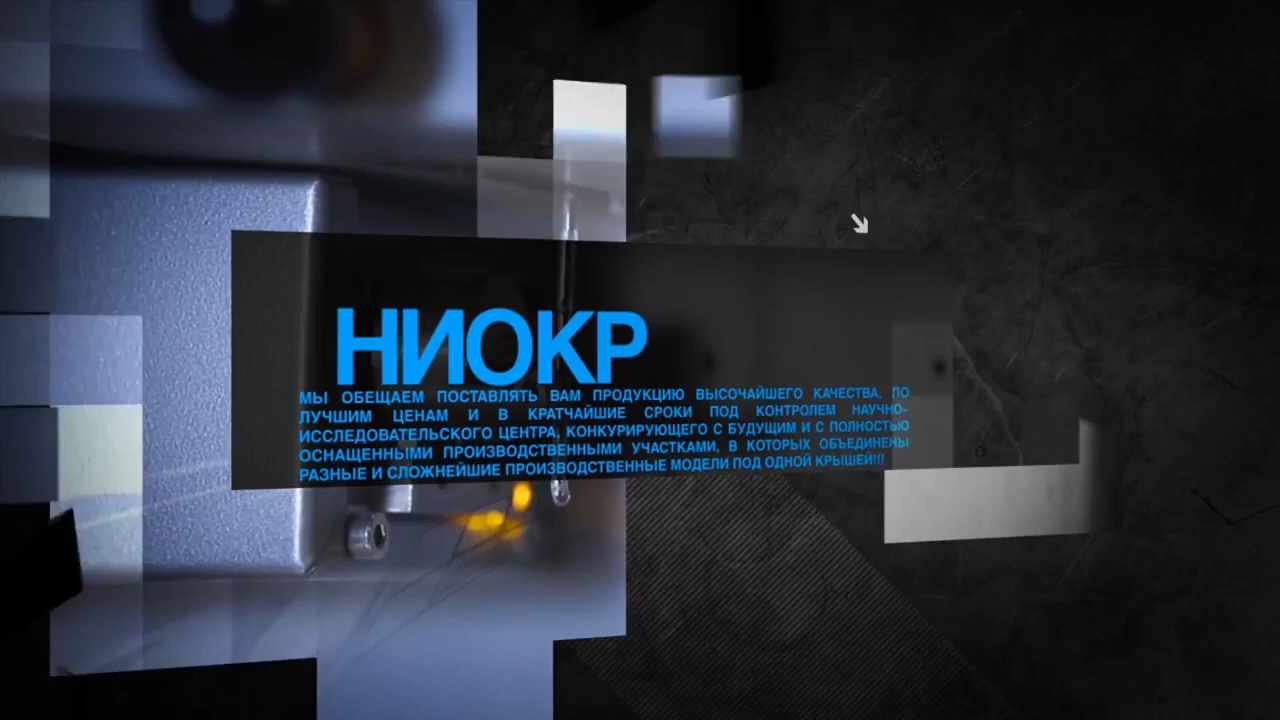 НИОКР
МЫ ОБЕЩАЕМ ПОСТАВЛЯТЬ ВАМ ПРОДУКЦИЮ ВЫСОЧАЙШЕГО КАЧЕСТВА, ПО
ЛУЧШИМ ЦЕНАМ И В КРАТЧАЙШИЕ СРОКИ ПОД КОНТРОЛЕМ НАУЧНО-
ИССЛЕДОВАТЕЛЬСКОГО ЦЕНТРА, КОНКУРИРУЮЩЕГО С БУДУЩИМ И С ПОЛНОСТЬЮ
ОСНАЩЕННЫМИ ПРОИЗВОДСТВЕННЫМИ УЧАСТКАМИ, В КОТОРЫХ ОБЪЕДИНЕНЫ
РАЗНЫЕ И СЛОЖНЕЙШИЕ ПРОИЗВОДСТВЕННЫЕ МОДЕЛИ ПОД ОДНОЙ КРЫШЕЙ!!!